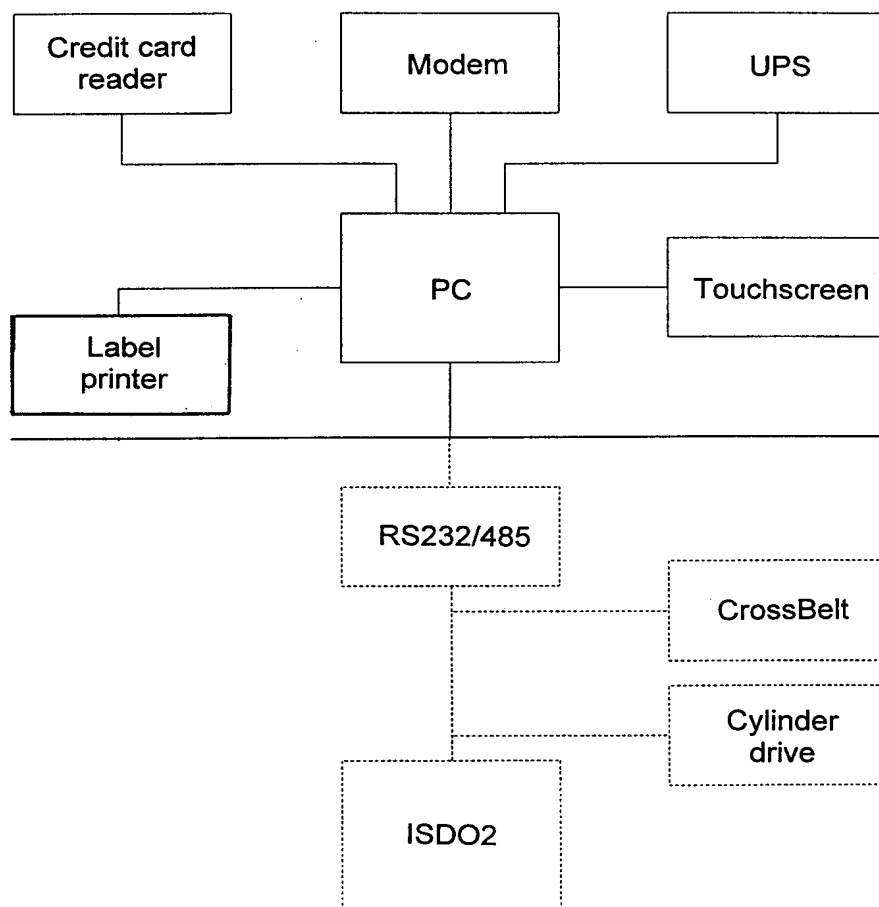 Credit card
reader
Modem
UPS
PC
Touchscreen
Label
printer
RS232/485
CrossBelt
Cylinder
drive
ISDO2